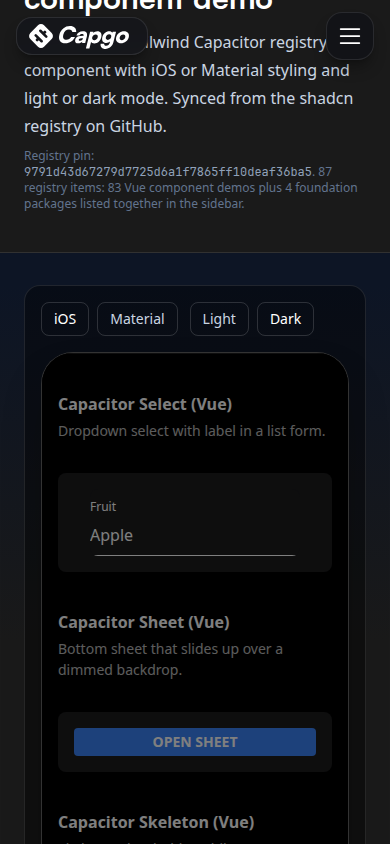 component demo
Capgo
lwind Capacitor registry
component with iOS or Material styling and
light or dark mode. Synced from the shadcn
registry on GitHub.
Registry pin:
9791d43d67279d7725d6a1f7865ff10deaf36ba5. 87
registry items: 83 Vue component demos plus 4 foundation
packages listed together in the sidebar.
iOS
Material
Light
Dark
Capacitor Select (Vue)
Dropdown select with label in a list form.
Fruit
Apple
Capacitor Sheet (Vue)
Bottom sheet that slides up over a
dimmed backdrop.
OPEN SHEET
Capacitor Skeleton (Vue)